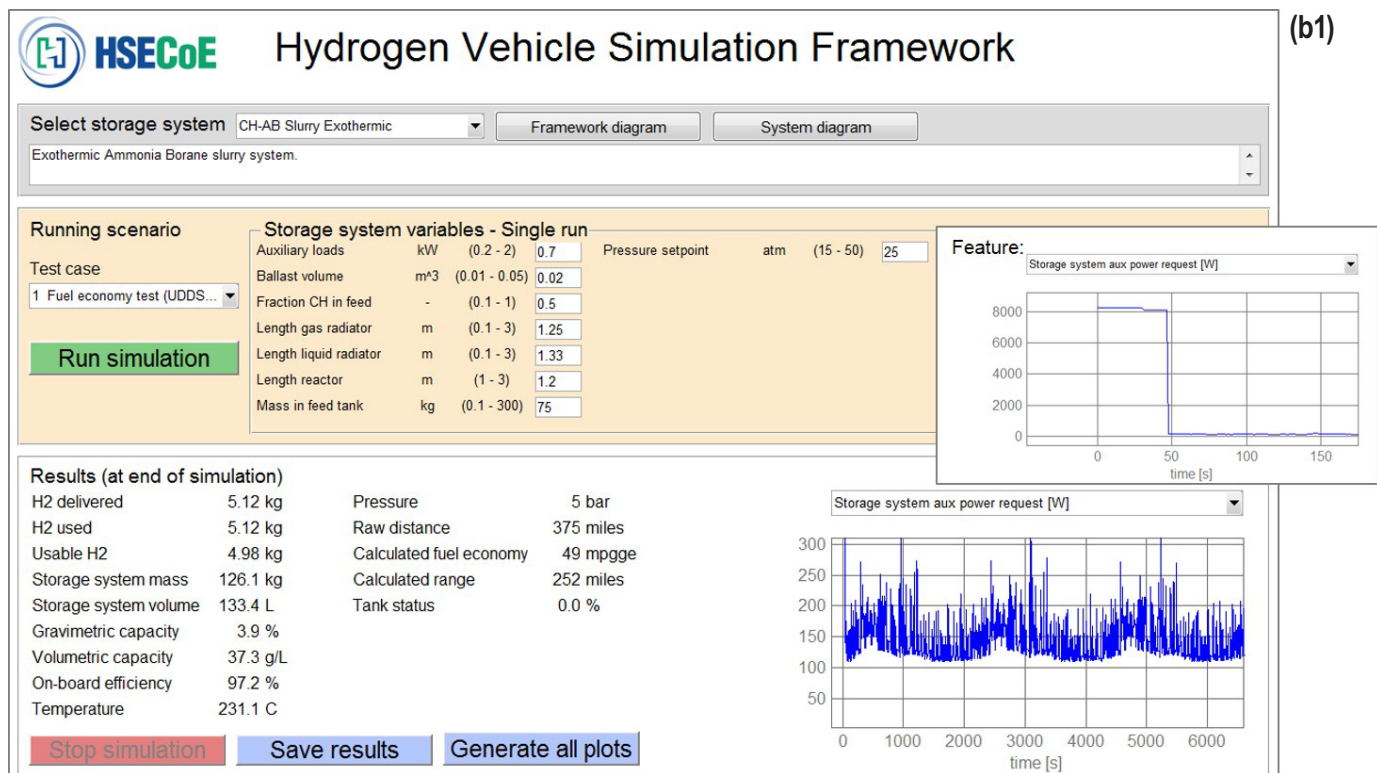 (b1)
HSECoE Hydrogen Vehicle Simulation Framework
Select storage system CH-AB Slurry Exothermic Framework diagram System diagram
Exothermic Ammonia Borane slurry system.
Running scenario
Test case
1 Fuel economy test (UDDS...
Run simulation
Storage system variables - Single run
Auxiliary loads kW (0.2 - 2) 0.7 Pressure setpoint atm (15 - 50) 25
Ballast volume m^3 (0.01 - 0.05) 0.02
Fraction CH in feed - (0.1 - 1) 0.5
Length gas radiator m (0.1 - 3) 1.25
Length liquid radiator m (0.1 - 3) 1.33
Length reactor m (1 - 3) 1.2
Mass in feed tank kg (0.1 - 300) 75
Feature:
Storage system aux power request [W]
8000
6000
4000
2000
0
0 50 100 150
time [s]
Results (at end of simulation)
H2 delivered 5.12 kg Pressure 5 bar
H2 used 5.12 kg Raw distance 375 miles
Usable H2 4.98 kg Calculated fuel economy 49 mpgge
Storage system mass 126.1 kg Calculated range 252 miles
Storage system volume 133.4 L Tank status 0.0 %
Gravimetric capacity 3.9 %
Volumetric capacity 37.3 g/L
On-board efficiency 97.2 %
Temperature 231.1 C
Stop simulation Save results Generate all plots
Storage system aux power request [W]
300
250
200
150
100
50
0 1000 2000 3000 4000 5000 6000
time [s]